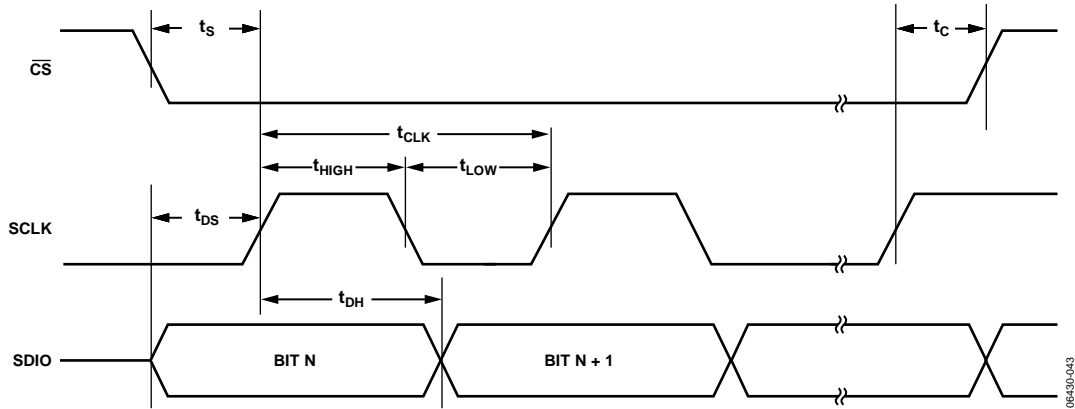 tS
tC
CS
tCLK
tHIGH
tLOW
tDS
SCLK
tDH
SDIO
BIT N
BIT N + 1
06430-043